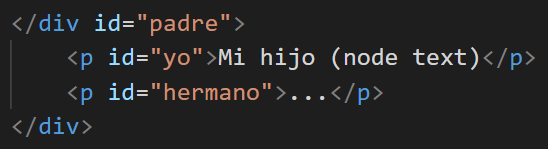 </div id="padre">
<p id="yo">Mi hijo (node text)</p>
<p id="hermano">...</p>
</div>